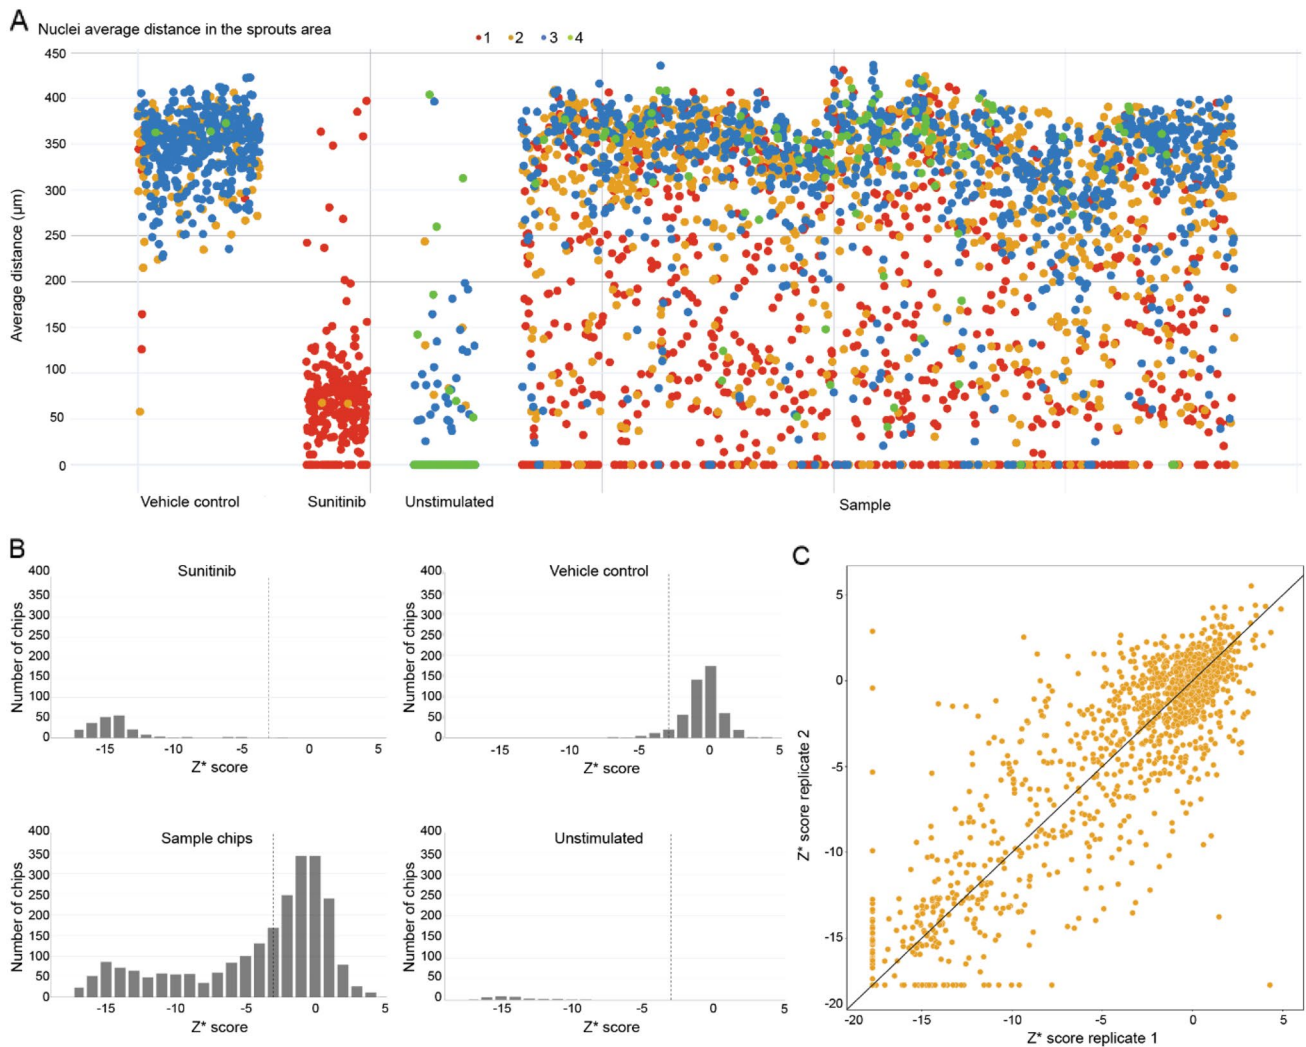 A
Nuclei average distance in the sprouts area
1 2 3 4
Average distance (µm)
450
400
350
300
250
200
150
100
50
0
Vehicle control Sunitinib Unstimulated Sample
B
Sunitinib
Number of chips
400
350
300
250
200
150
100
50
0
-15 -10 -5 0 5
Z* score
Vehicle control
Number of chips
400
350
300
250
200
150
100
50
0
-15 -10 -5 0 5
Z* score
Sample chips
Number of chips
400
350
300
250
200
150
100
50
0
-15 -10 -5 0 5
Z* score
Unstimulated
Number of chips
400
350
300
250
200
150
100
50
0
-15 -10 -5 0 5
Z* score
C
Z* score replicate 2
5
0
-5
-10
-15
-20
-20 -15 -10 -5 0 5
Z* score replicate 1